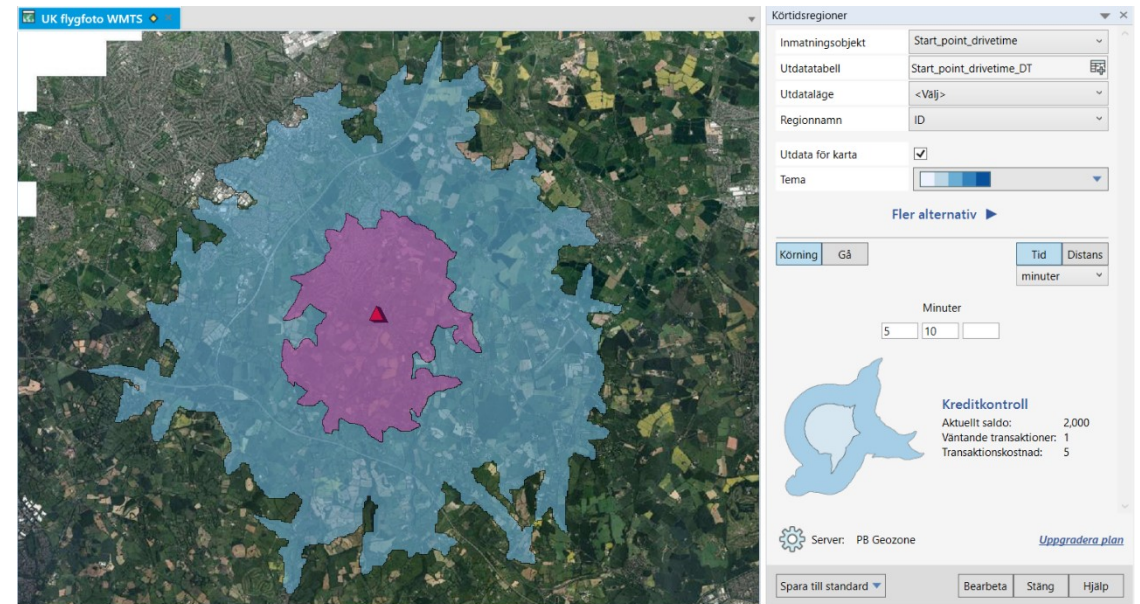 UK flygfoto WMTS
Körtidsregioner
Inmatningsobjekt Start_point_drivetime
Utdatatabell Start_point_drivetime_DT
Utdataläge <Välj>
Regionnamn ID
Utdata för karta
Tema
Fler alternativ
Körning Gå Tid Distans
minuter
Minuter
5 10
Kreditkontroll
Aktuellt saldo: 2,000
Väntande transaktioner: 1
Transaktionskostnad: 5
Server: PB Geozone Uppgradera plan
Spara till standard Bearbeta Stäng Hjälp